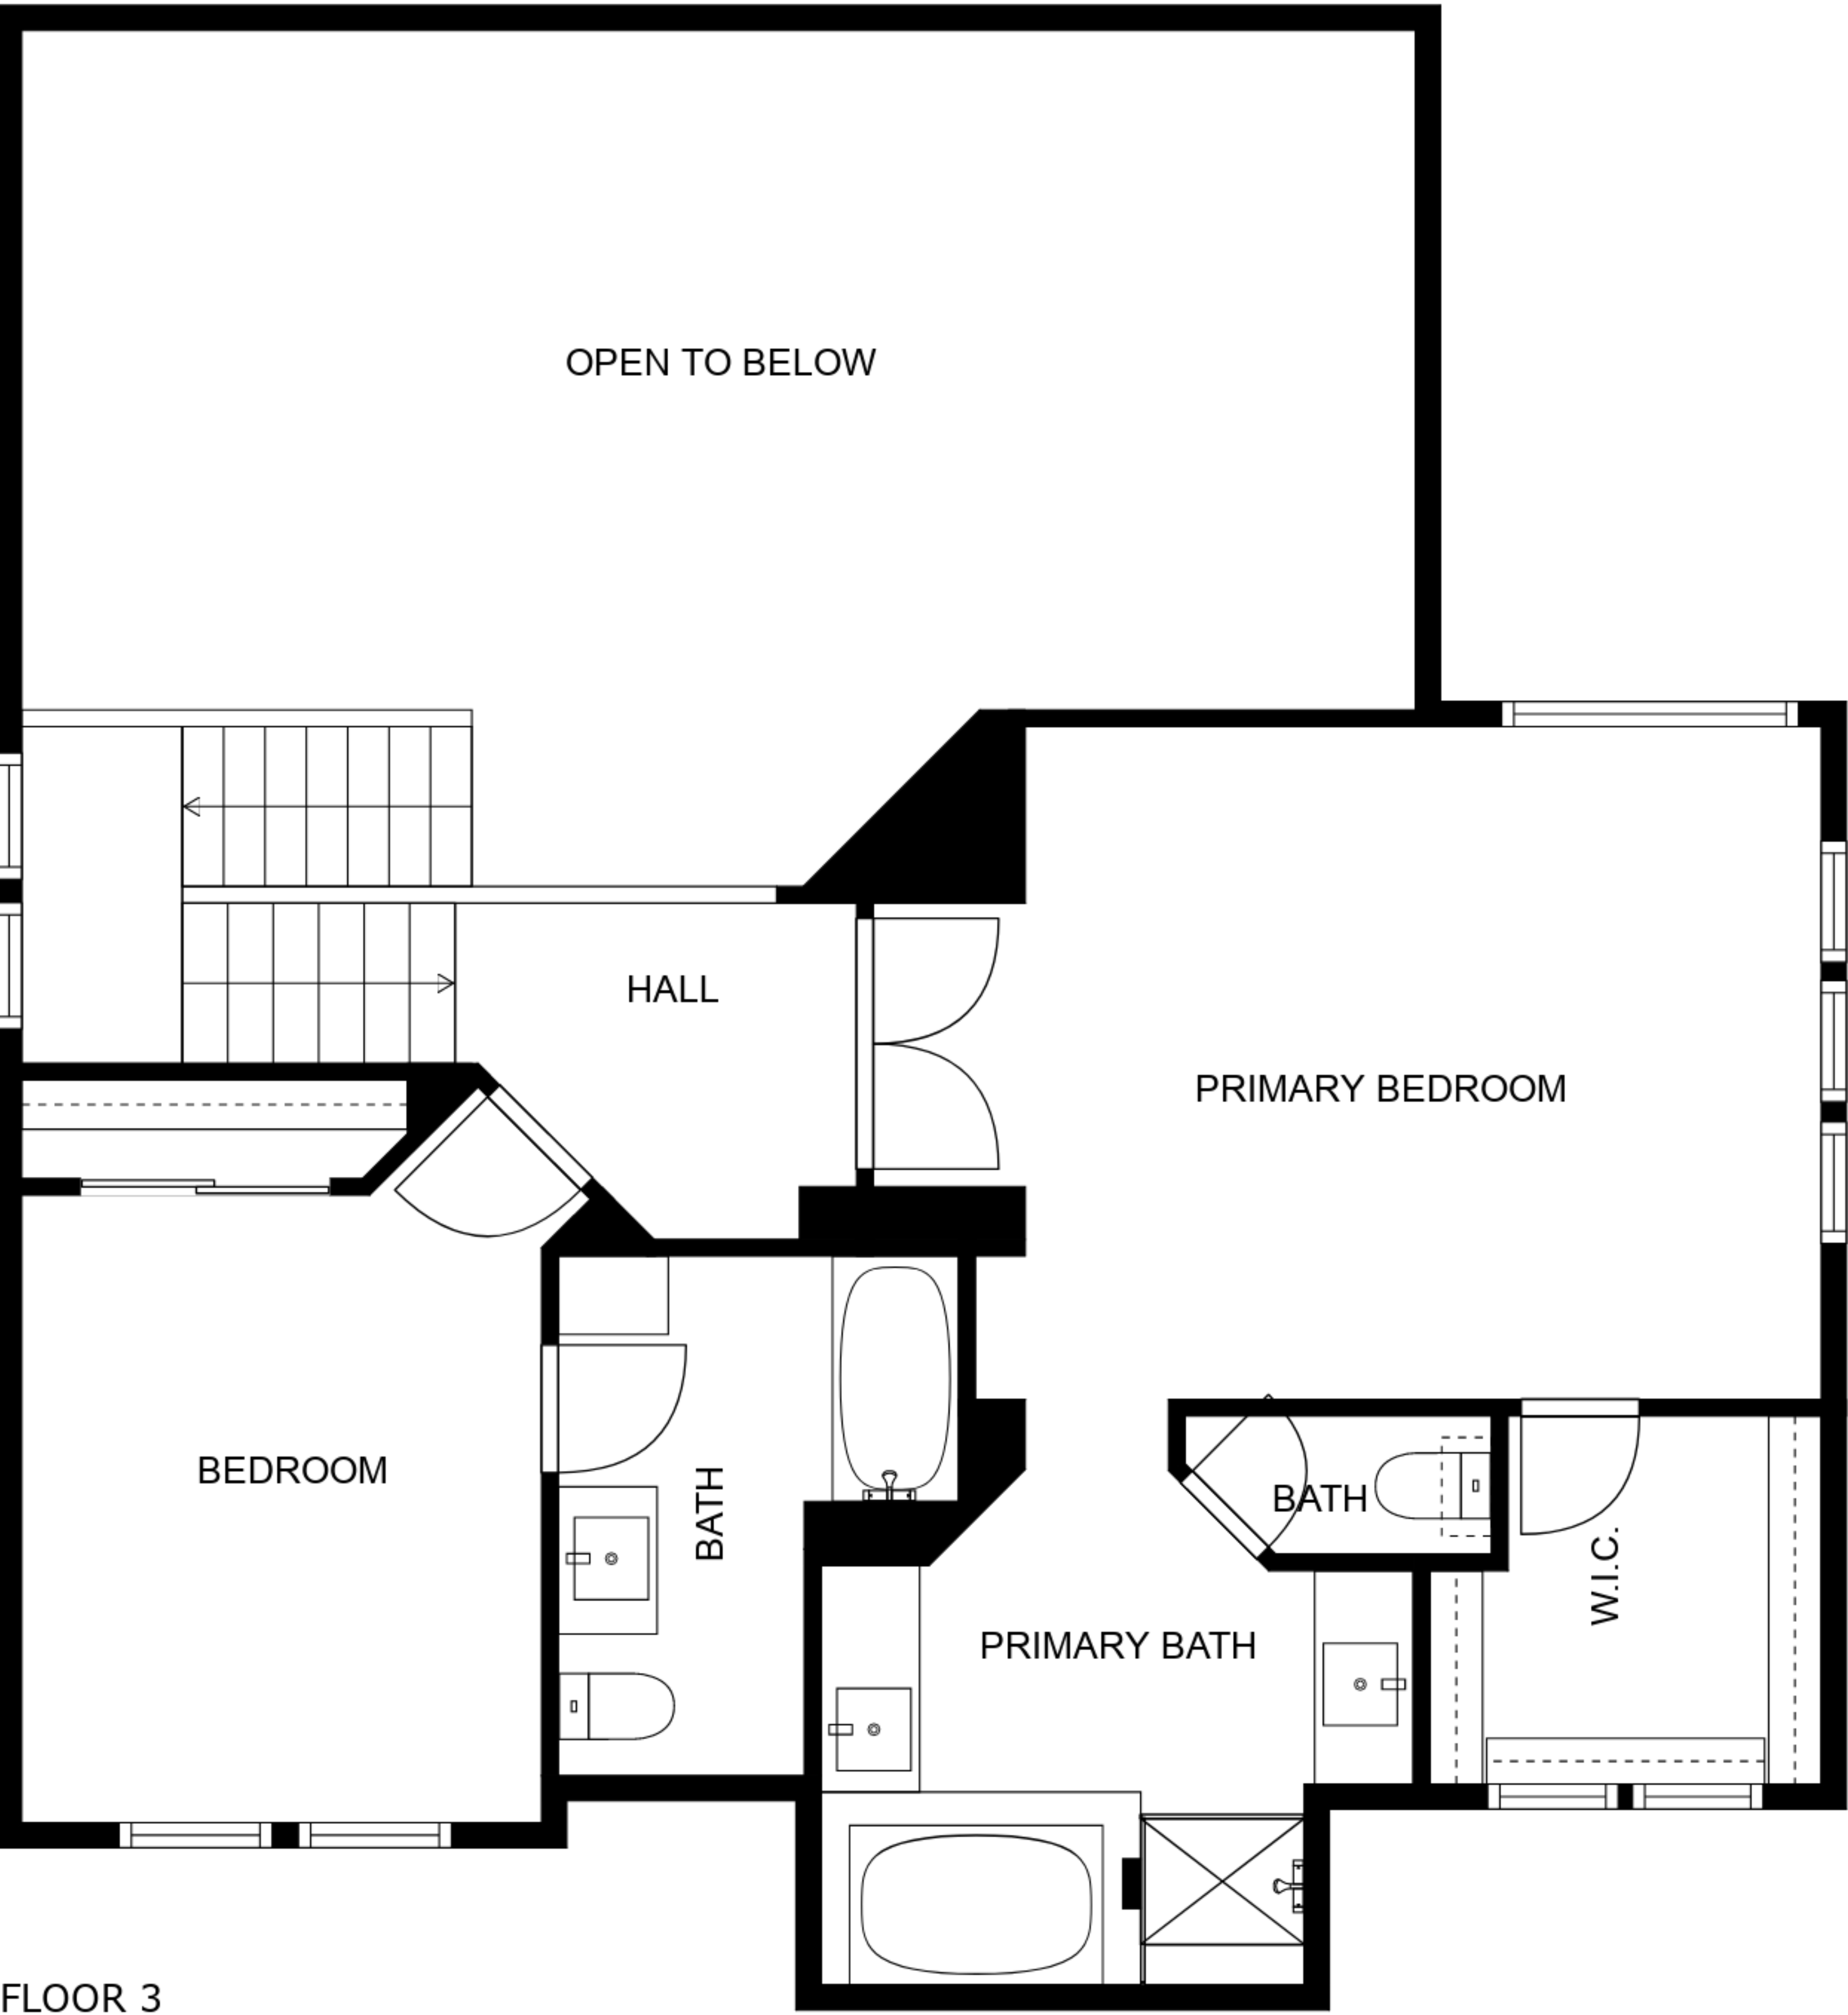 OPEN TO BELOW
HALL
PRIMARY BEDROOM
BEDROOM
BATH
BATH
W.I.C.
PRIMARY BATH
FLOOR 3